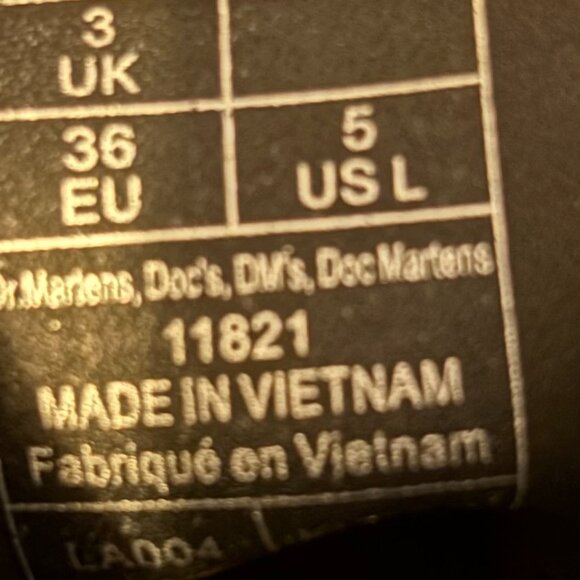 3
UK
36
EU
5
US L
Dr.Martens, Doc's, DM's, Doc Martens
11821
MADE IN VIETNAM
Fabriqué en Vietnam
LA004